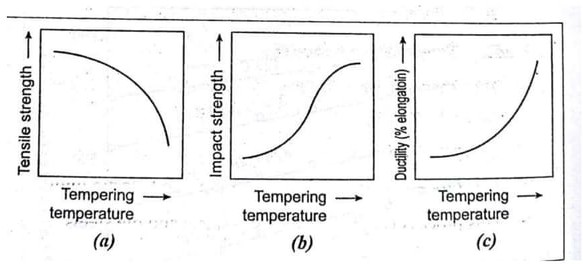 Tensile strength →
Tempering →
temperature
(a)
Impact strength →
Tempering →
temperature
(b)
Ductility (% elongatoin) →
Tempering →
temperature
(c)